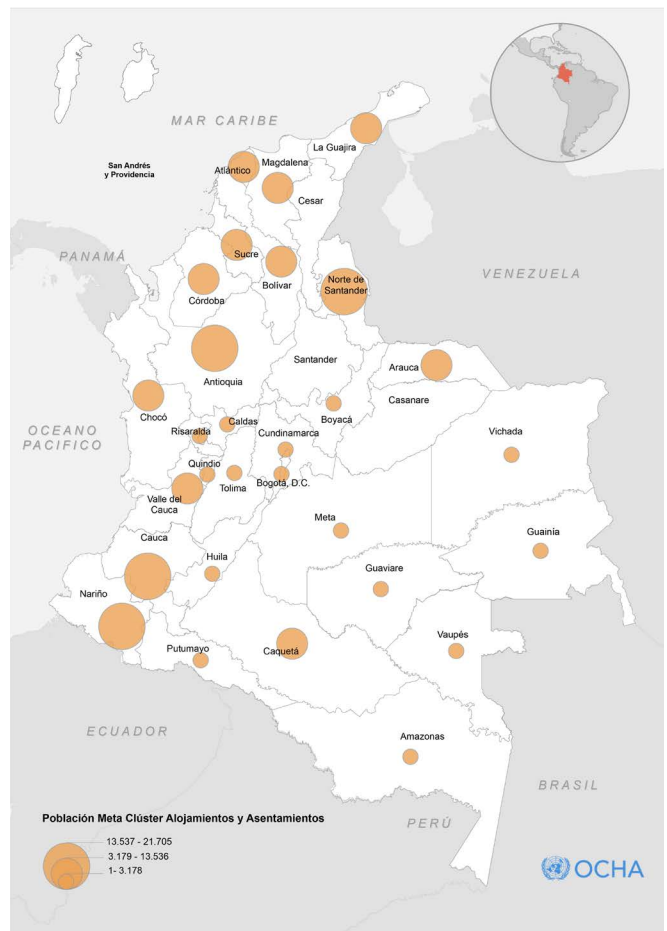 MAR CARIBE
La Guajira
San Andrés
y Providencia
Atlántico
Magdalena
Cesar
PANAMÁ
Sucre
VENEZUELA
Bolívar
Norte de
Santander
Córdoba
Santander
Arauca
Antioquia
Casanare
Chocó
Boyacá
Caldas
Risaralda
Cundinamarca
Vichada
OCEANO
PACIFICO
Quindio
Tolima
Bogotá, D.C.
Valle del
Cauca
Meta
Cauca
Guainía
Huila
Guaviare
Nariño
Vaupés
Putumayo
Caquetá
ECUADOR
Amazonas
BRASIL
PERÚ
Población Meta Clúster Alojamientos y Asentamientos
13.537 - 21.705
3.179 - 13.536
1- 3.178
OCHA